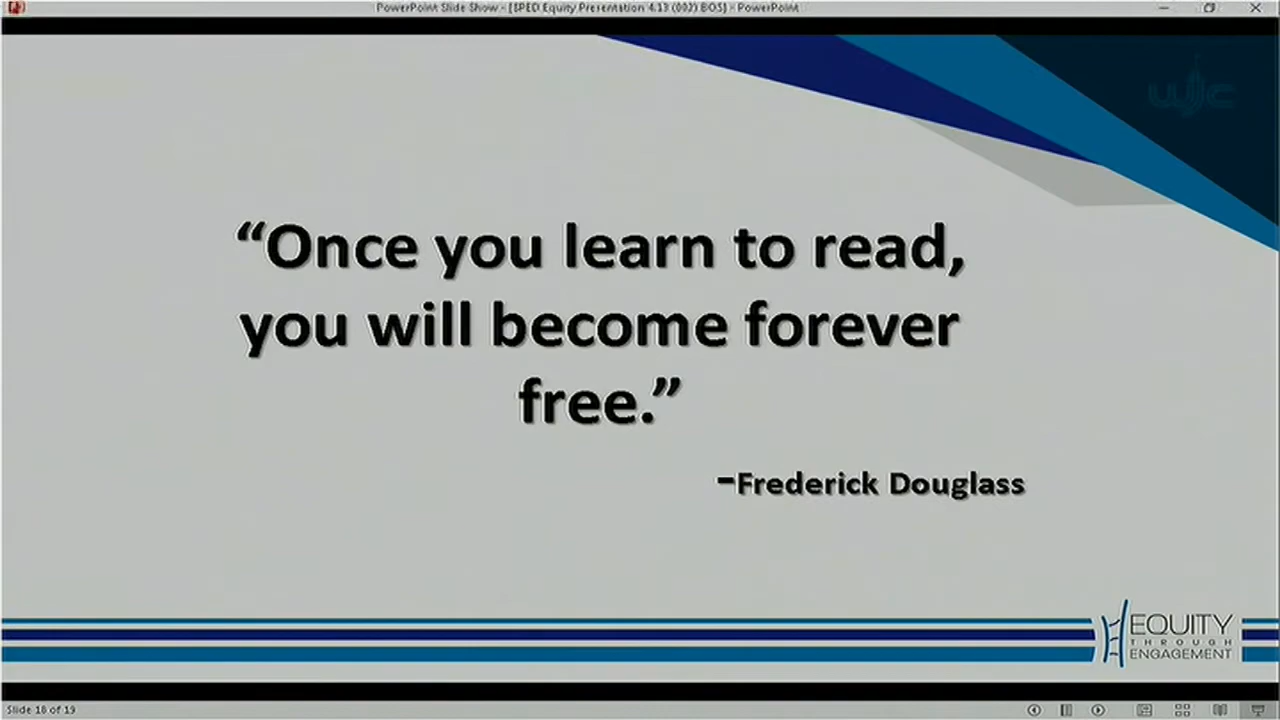 PowerPoint Slide Show - [SPED Equity Presentation 4.13 (002) BOS] - PowerPoint
wjc
“Once you learn to read,
you will become forever
free.”
-Frederick Douglass
EQUITY
THROUGH
ENGAGEMENT
Slide 18 of 19